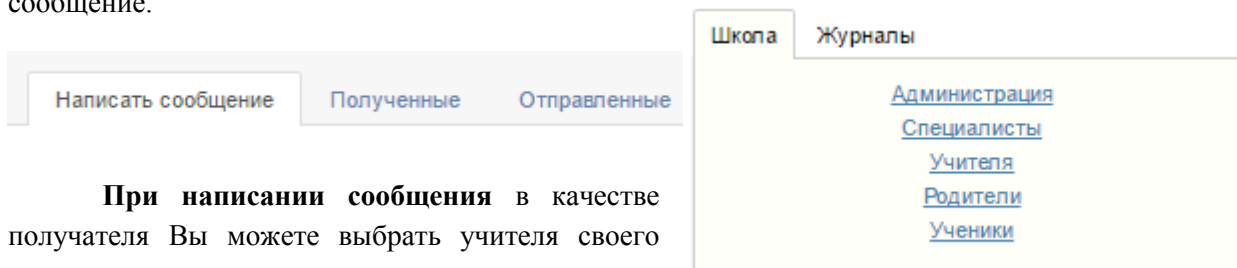 сообщение.
Написать сообщение Полученные Отправленные
При написании сообщения в качестве
получателя Вы можете выбрать учителя своего
Школа Журналы
Администрация
Специалисты
Учителя
Родители
Ученики